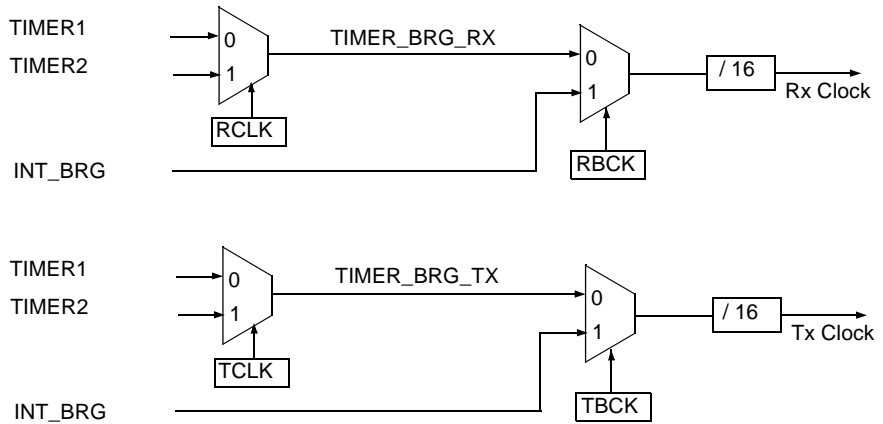 TIMER1
0
TIMER_BRG_RX
TIMER2
1
0
1
/ 16
Rx Clock
RCLK
RBCK
INT_BRG
TIMER1
0
TIMER_BRG_TX
TIMER2
1
0
1
/ 16
Tx Clock
TCLK
TBCK
INT_BRG